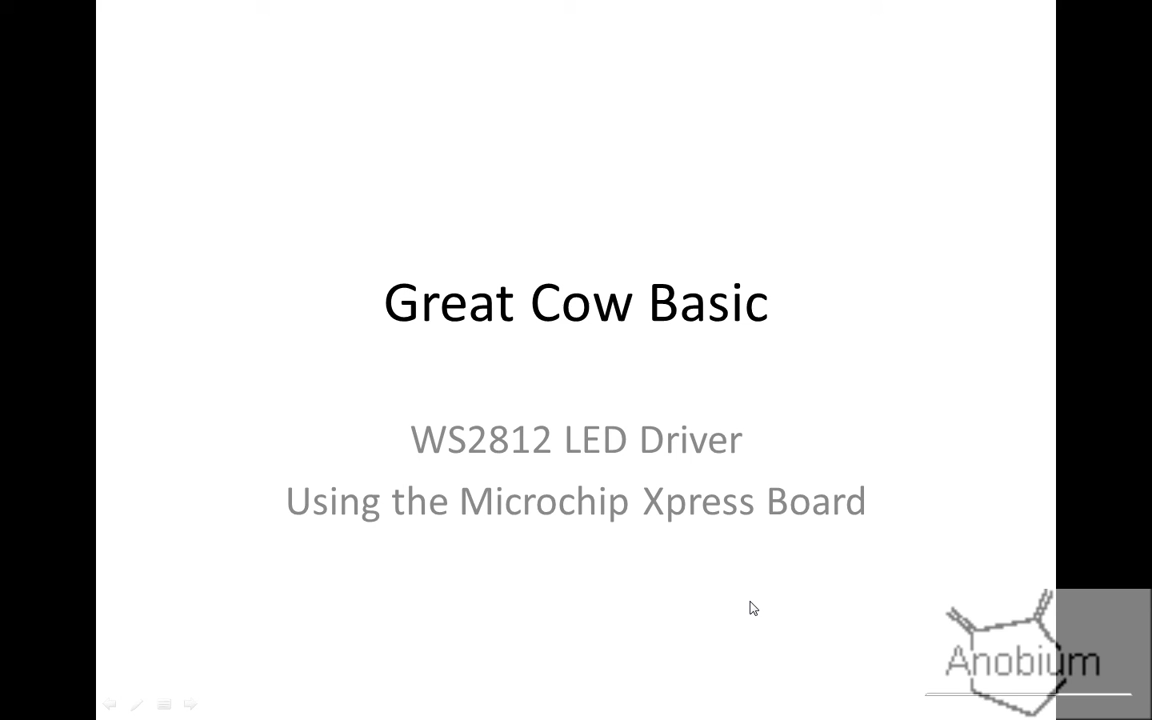 Great Cow Basic
WS2812 LED Driver
Using the Microchip Xpress Board
Anobium